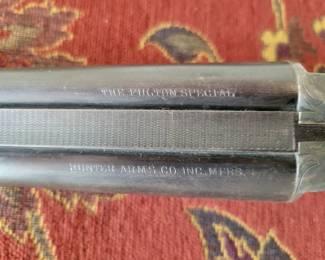 THE FULTON SPECIAL
HUNTER ARMS CO. INC. MFRS.